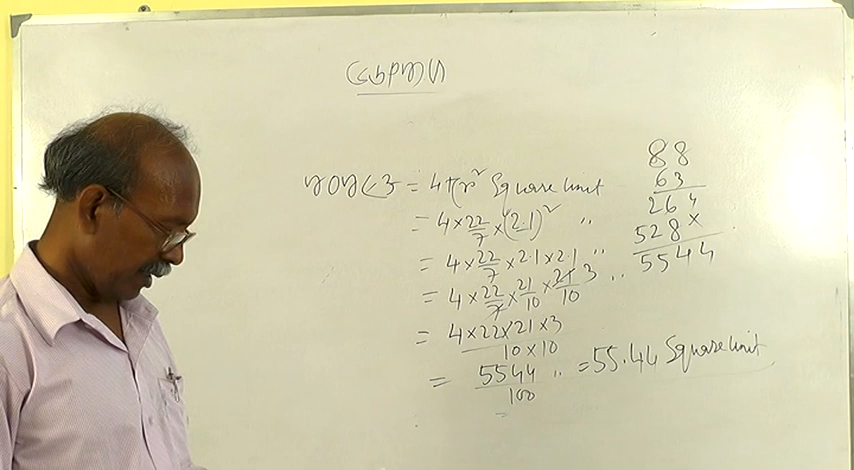 = 4πr² Square unit
= 4 × 22/7 × (2.1)² "
= 4 × 22/7 × 2.1 × 2.1 "
= 4 × 22/7 × 21/10 × 21/10 3 "
= 4×22×21×3 / 10×10
= 5544/100 " = 55.44 Square unit
=
88
63
264
528×
5544